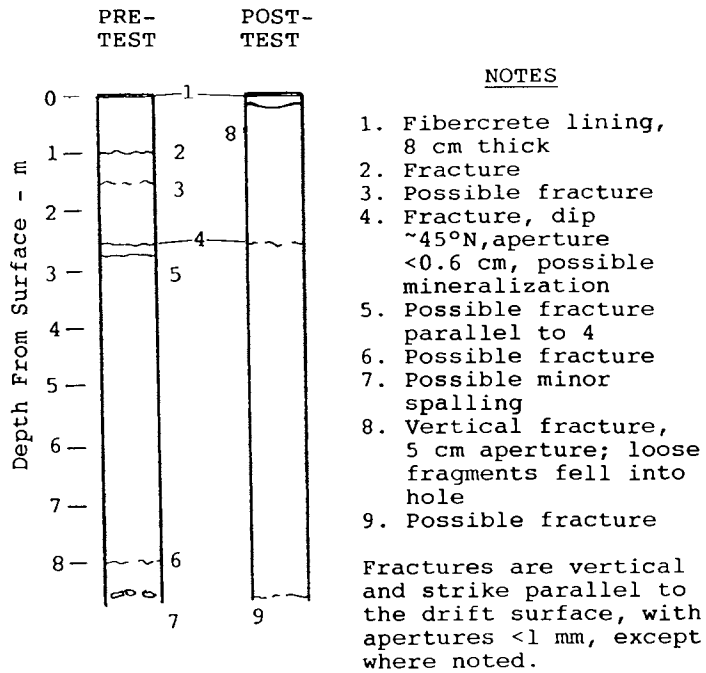 PRE- POST-
TEST TEST
NOTES
0 1
8
1 2
3
2
4
3 5
4
5
6
7
8 6
7 9
Depth From Surface - m
1. Fibercrete lining,
8 cm thick
2. Fracture
3. Possible fracture
4. Fracture, dip
~45°N,aperture
<0.6 cm, possible
mineralization
5. Possible fracture
parallel to 4
6. Possible fracture
7. Possible minor
spalling
8. Vertical fracture,
5 cm aperture; loose
fragments fell into
hole
9. Possible fracture
Fractures are vertical
and strike parallel to
the drift surface, with
apertures <1 mm, except
where noted.